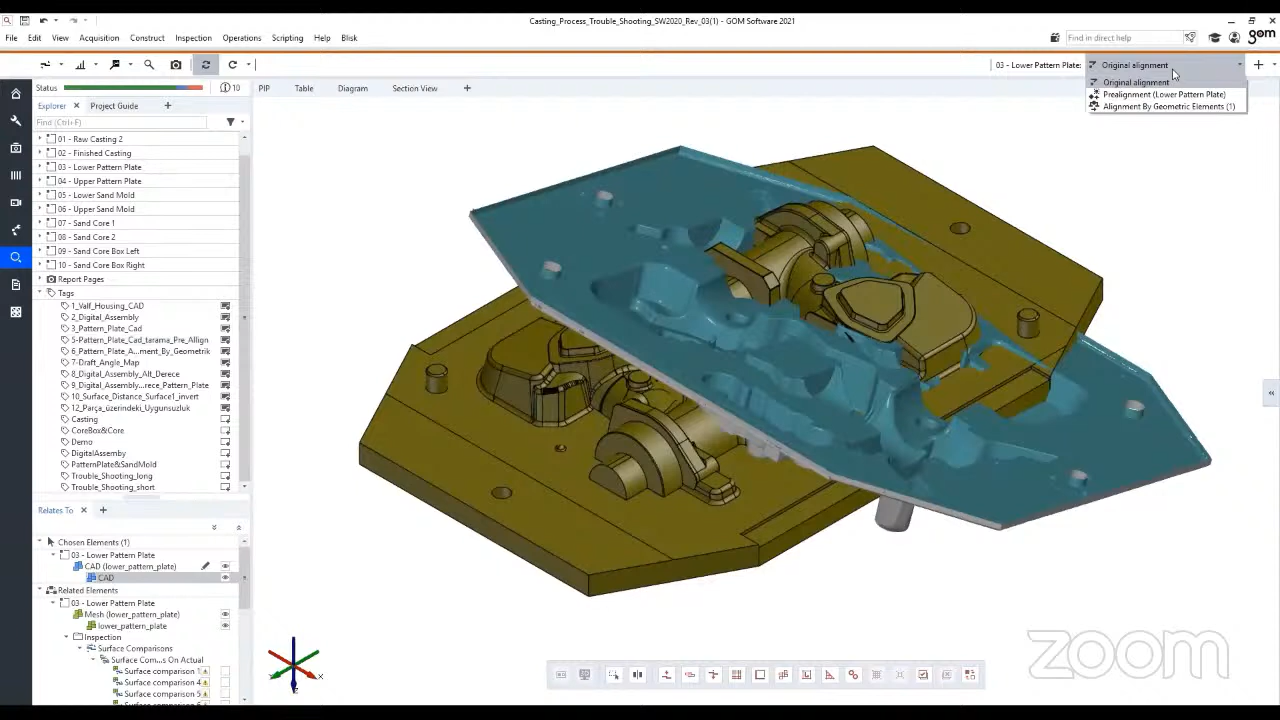 Casting_Process_Trouble_Shooting_SW2020_Rev_03(1) - GOM Software 2021
File Edit View Acquisition Construct Inspection Operations Scripting Help Blisk
Find in direct help
gom
03 - Lower Pattern Plate:
Original alignment
Original alignment
Prealignment (Lower Pattern Plate)
Alignment By Geometric Elements (1)
Status
10
PIP Table Diagram Section View
Explorer Project Guide
Find (Ctrl+F)
01 - Raw Casting 2
02 - Finished Casting
03 - Lower Pattern Plate
04 - Upper Pattern Plate
05 - Lower Sand Mold
06 - Upper Sand Mold
07 - Sand Core 1
08 - Sand Core 2
09 - Sand Core Box Left
10 - Sand Core Box Right
Report Pages
Tags
1_Valf_Housing_CAD
2_Digital_Assembly
3_Pattern_Plate_Cad
5-Pattern_Plate_Cad_tarama_Pre_Allign
6_Pattern_Plate_A...ment_By_Geometrik
7-Draft_Angle_Map
8_Digital_Assembly_Alt_Derece
9_Digital_Assembly...rece_Pattern_Plate
10_Surface_Distance_Surface1_invert
12_Parça_üzerindeki_Uygunsuzluk
Casting
CoreBox&Core
Demo
DigitalAssemby
PatternPlate&SandMold
Trouble_Shooting_long
Trouble_Shooting_short
Relates To
Chosen Elements (1)
03 - Lower Pattern Plate
CAD (lower_pattern_plate)
CAD
Related Elements
03 - Lower Pattern Plate
Mesh (lower_pattern_plate)
lower_pattern_plate
Inspection
Surface Comparisons
Surface Com...s On Actual
Surface comparison 1
Surface comparison 4
Surface comparison 5
zoom